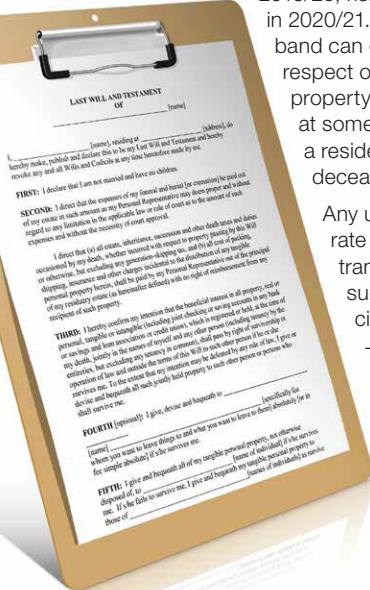 in 2020/21.
band can
respect o
property
at some
a reside
decea
Any u
rate
tran
su
ci
LAST WILL AND TESTAMENT
OF
[name]
I, [name], residing at [address], do
hereby make, publish and declare this to be my Last Will and Testament and hereby
revoke any and all Wills and Codicils at any time heretofore made by me.
FIRST: I declare that I am not married and have no children.
SECOND: I direct that the expenses of my funeral and burial [or cremation] be paid out
of my estate in such amount as my Personal Representative may deem proper and without
regard to any limitation in the applicable law or rule of court as to the amount of such
expenses and without the necessity of court approval.
I direct that (a) all estate, inheritance, succession and other death taxes and duties
occasioned by my death, whether incurred with respect to property passing by this Will
or otherwise, but excluding any generation-skipping tax, and (b) all cost of packing,
shipping, insurance and other charges incidental to the distribution of any tangible
personal property herein, shall be paid by my Personal Representative out of the principal
of my residuary estate (as hereinafter defined) with no right of reimbursement from any
recipient of such property.
THIRD: I hereby confirm my intention that the beneficial interest in all property, real or
personal, tangible or intangible (including joint checking or savings accounts in any bank
or savings and loan association or credit union), which is registered or held, at the time of
my death, jointly in the names of myself and any other person (including tenancy by the
entireties, but excluding any tenancy in common), shall pass by right of survivorship or
operation of law and outside the terms of this Will to such other person if he or she
survives me. To the extent that my intention may be defeated by any rule of law, I give or
devise and bequeath all such jointly held property to such other person or persons who
shall survive me.
FOURTH [optional]: I give, devise and bequeath to
[name] [specifically list
whom you want to leave things to and what you want to leave to them] absolutely [or in
fee simple absolute] if s/he survives me.
FIFTH: I give and bequeath all of my tangible personal property, not otherwise
disposed of, to [name of individual] if s/he survives
me. If s/he fails to survive me, I give and bequeath my tangible personal property to
those of [names of individuals] as survive